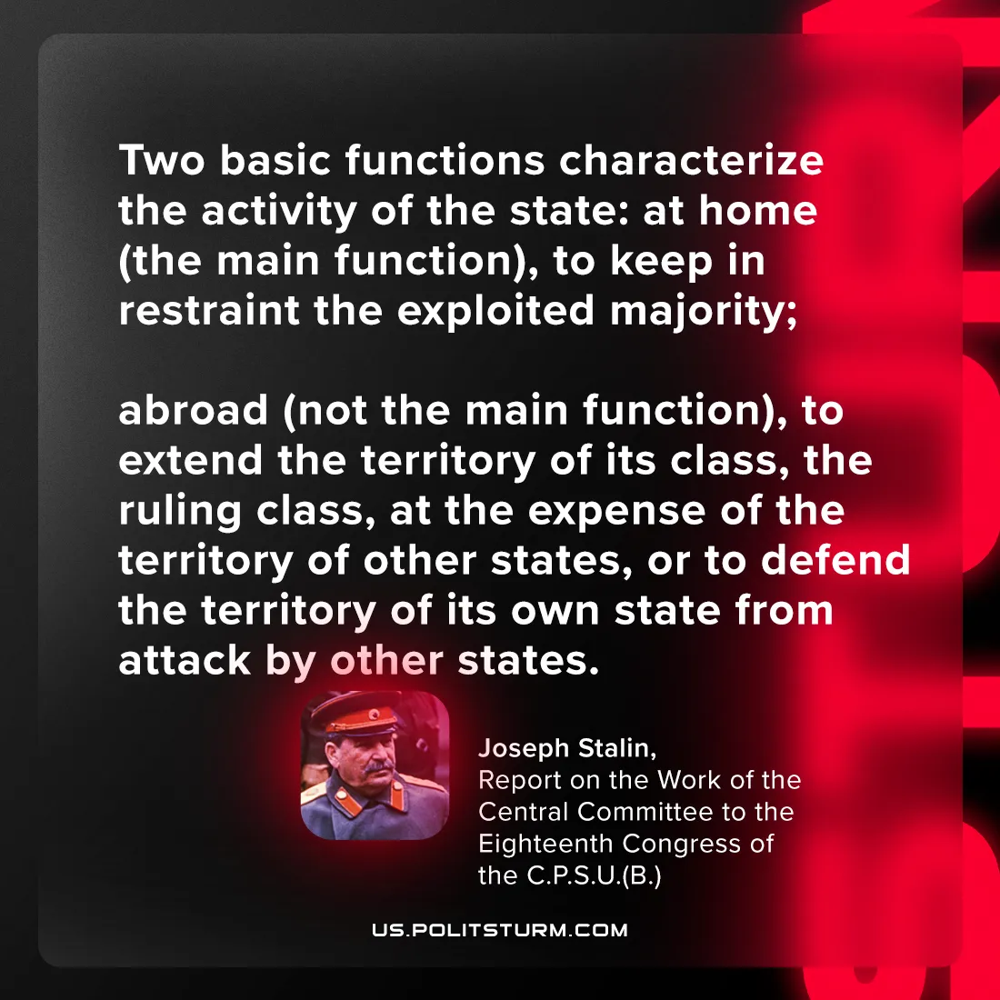 Two basic functions characterize
the activity of the state: at home
(the main function), to keep in
restraint the exploited majority;
abroad (not the main function), to
extend the territory of its class, the
ruling class, at the expense of the
territory of other states, or to defend
the territory of its own state from
attack by other states.
Joseph Stalin,
Report on the Work of the
Central Committee to the
Eighteenth Congress of
the C.P.S.U.(B.)
US.POLITSTURM.COM